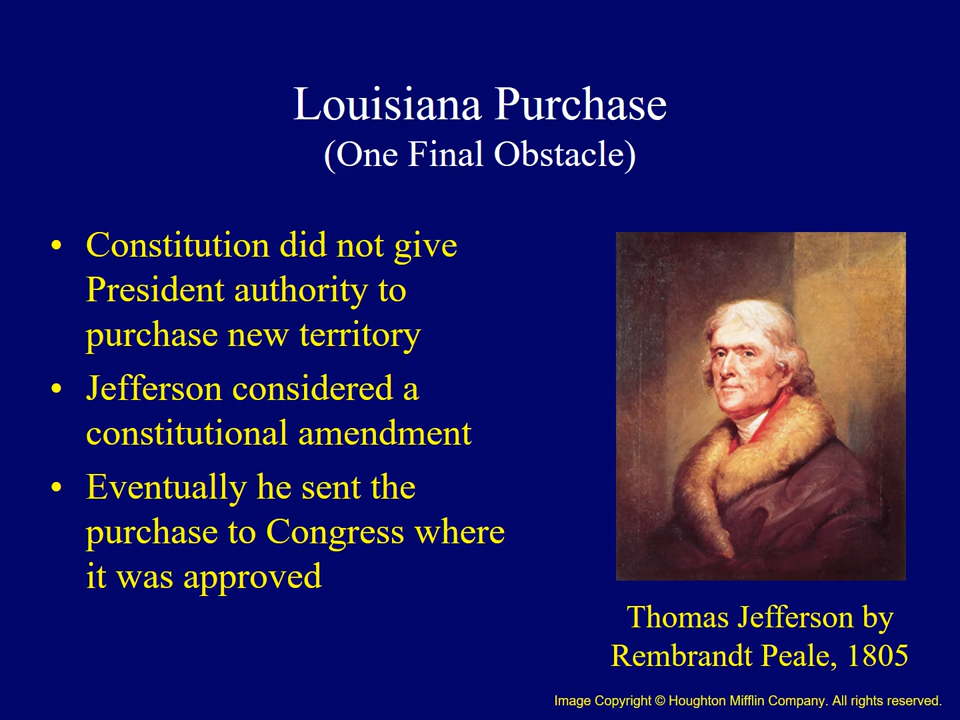 Louisiana Purchase
(One Final Obstacle)
• Constitution did not give
President authority to
purchase new territory
• Jefferson considered a
constitutional amendment
• Eventually he sent the
purchase to Congress where
it was approved
Thomas Jefferson by
Rembrandt Peale, 1805
Image Copyright © Houghton Mifflin Company. All rights reserved.